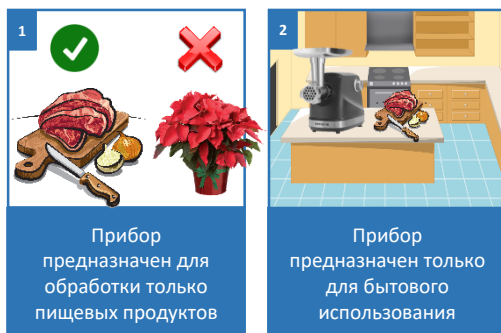 1
Прибор
предназначен для
обработки только
пищевых продуктов
2
Прибор
предназначен только
для бытового
использования